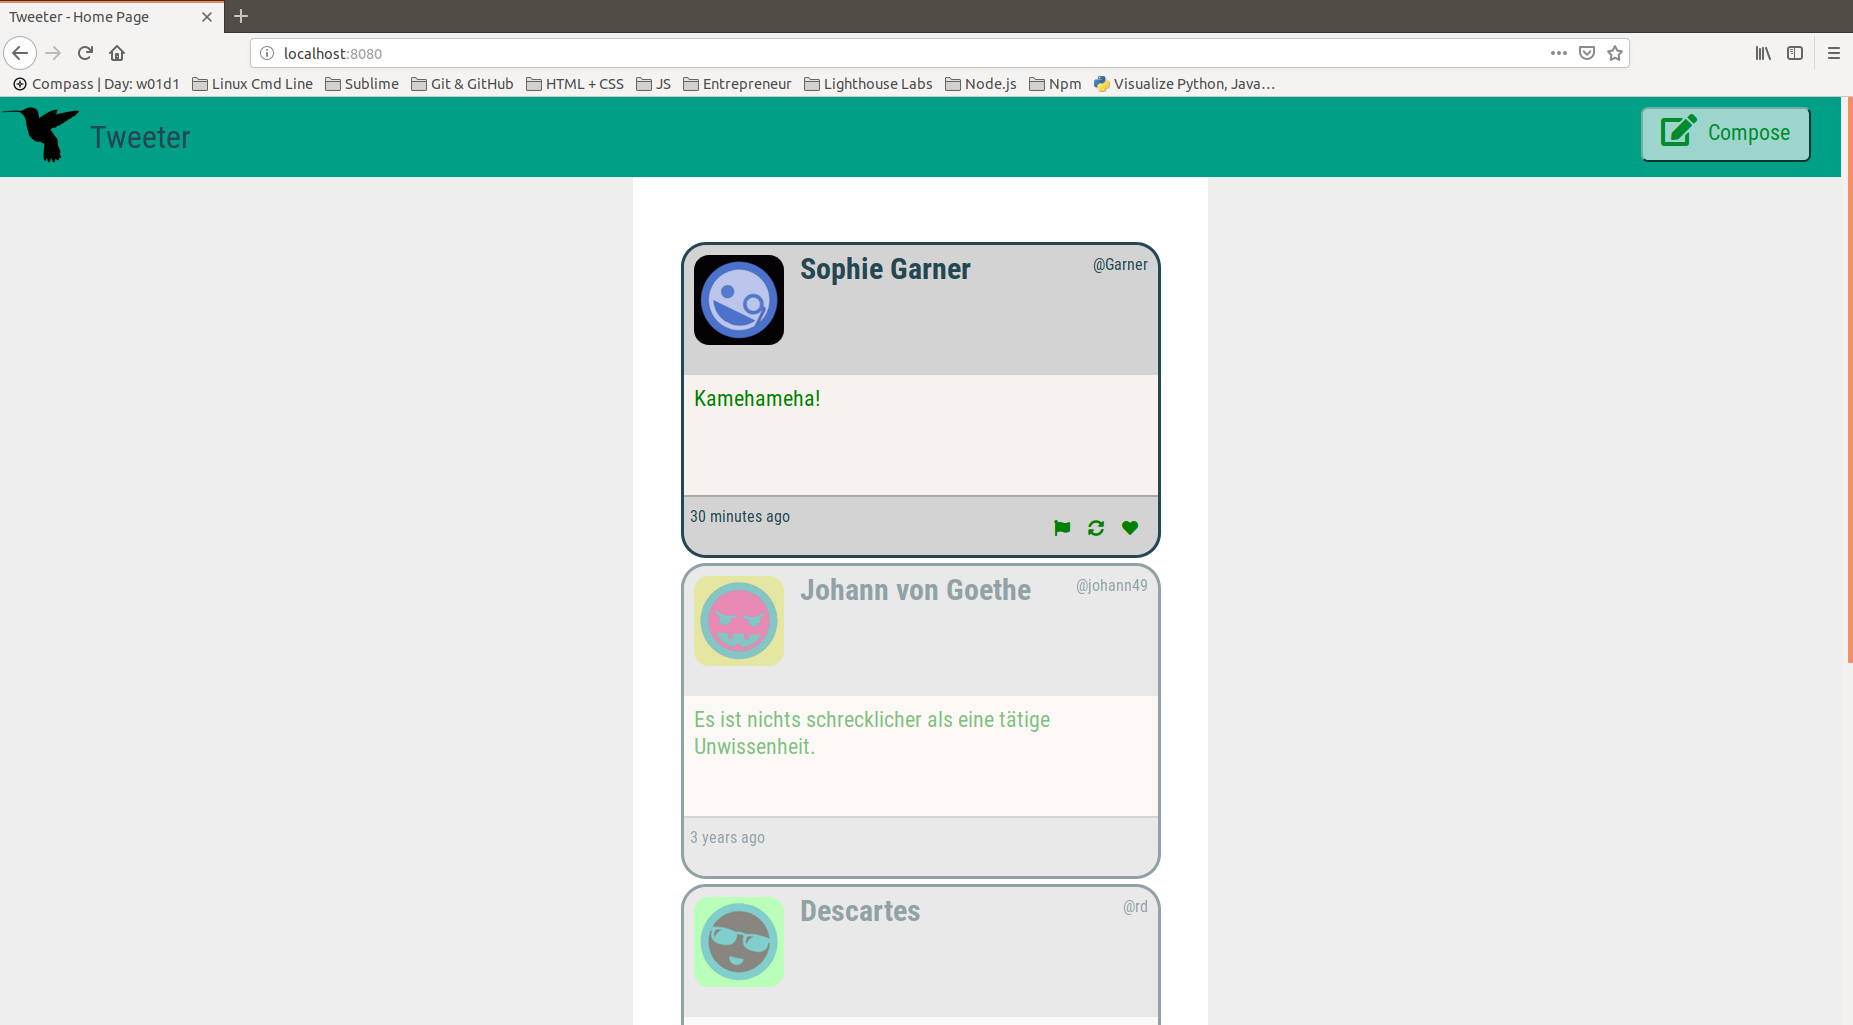 Tweeter - Home Page
localhost:8080
Compass | Day: w01d1 Linux Cmd Line Sublime Git & GitHub HTML + CSS JS Entrepreneur Lighthouse Labs Node.js Npm Visualize Python, Java…
Tweeter
Compose
Sophie Garner
@Garner
Kamehameha!
30 minutes ago
Johann von Goethe
@johann49
Es ist nichts schrecklicher als eine tätige
Unwissenheit.
3 years ago
Descartes
@rd